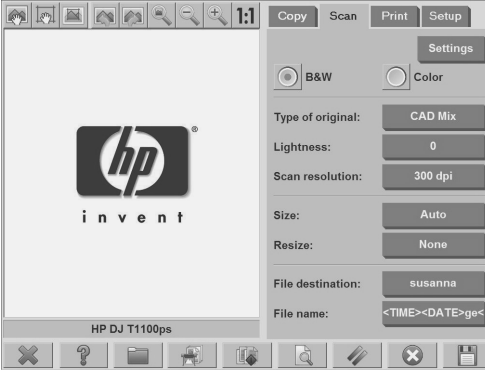 1:1
Copy Scan Print Setup
Settings
B&W Color
Type of original: CAD Mix
Lightness: 0
Scan resolution: 300 dpi
hp ®
invent
Size: Auto
Resize: None
File destination: susanna
File name: <TIME><DATE>ge<
HP DJ T1100ps